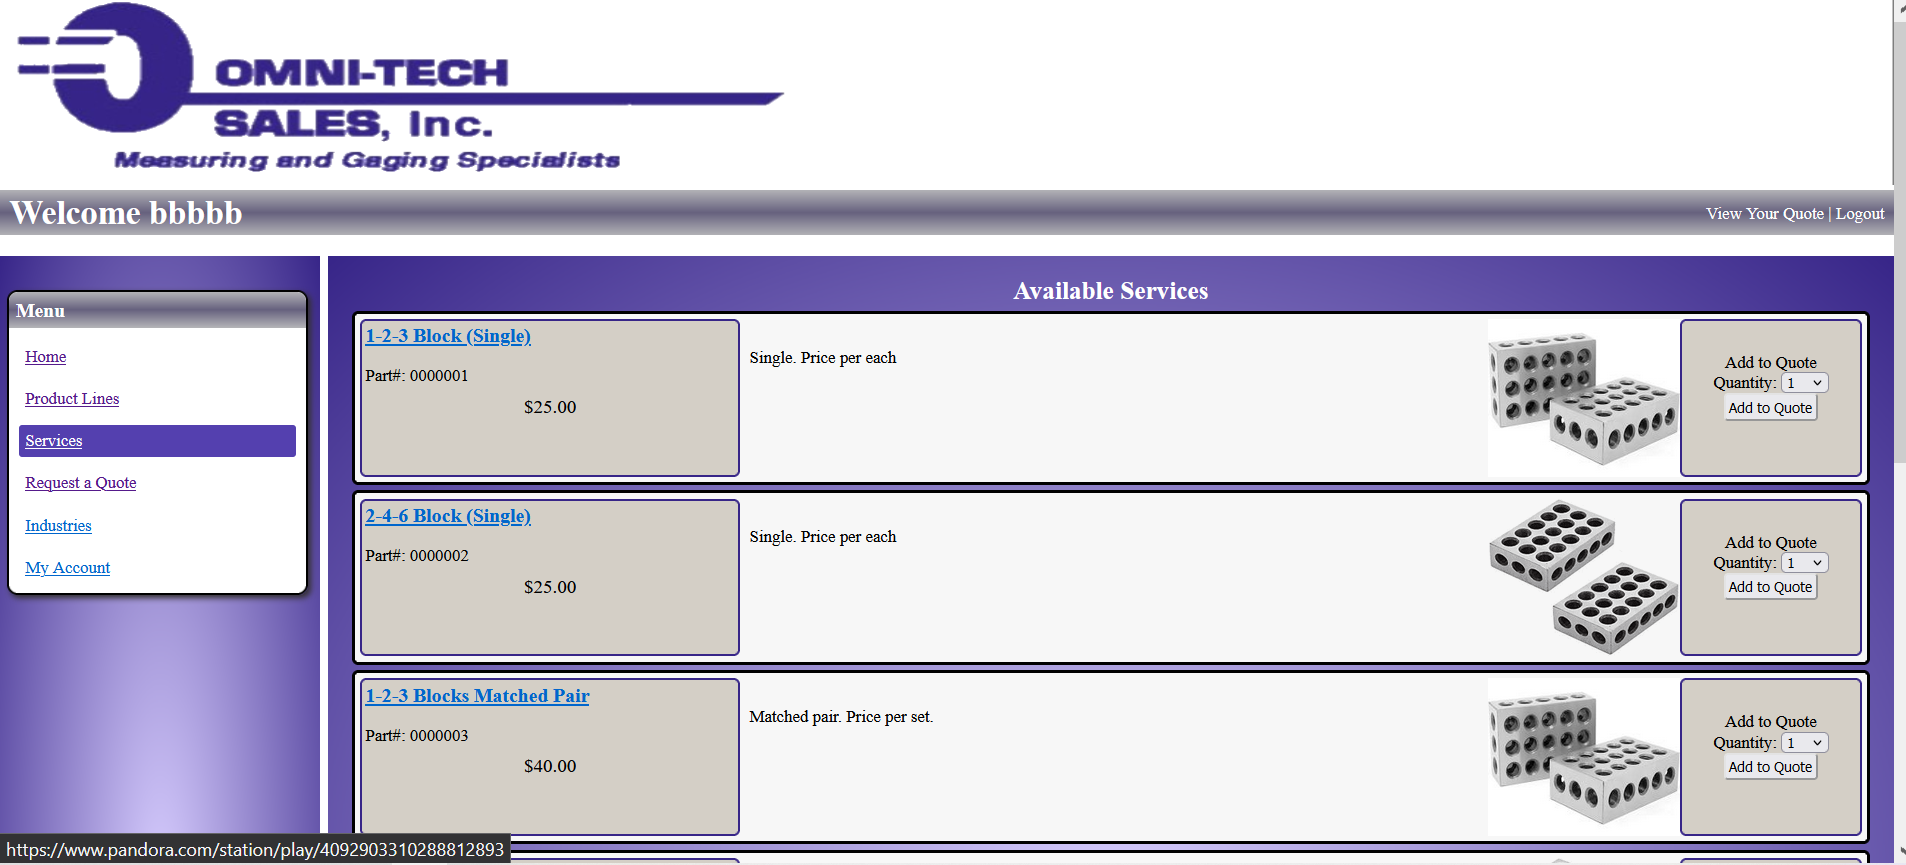 OMNI-TECH
SALES, Inc.
Measuring and Gaging Specialists
Welcome bbbbb
View Your Quote | Logout
Menu
Home
Product Lines
Services
Request a Quote
Industries
My Account
Available Services
1-2-3 Block (Single)
Part#: 0000001
$25.00
Single. Price per each
Add to Quote
Quantity: 1
Add to Quote
2-4-6 Block (Single)
Part#: 0000002
$25.00
Single. Price per each
Add to Quote
Quantity: 1
Add to Quote
1-2-3 Blocks Matched Pair
Part#: 0000003
$40.00
Matched pair. Price per set.
Add to Quote
Quantity: 1
Add to Quote
https://www.pandora.com/station/play/4092903310288812893